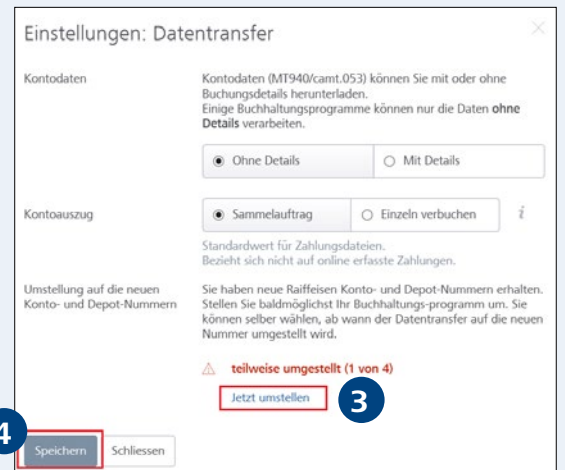 Einstellungen: Datentransfer
Kontodaten
Kontodaten (MT940/camt.053) können Sie mit oder ohne
Buchungsdetails herunterladen.
Einige Buchhaltungsprogramme können nur die Daten ohne
Details verarbeiten.
Ohne Details
Mit Details
Kontoauszug
Sammelauftrag
Einzeln verbuchen
i
Standardwert für Zahlungsdateien.
Bezieht sich nicht auf online erfasste Zahlungen.
Umstellung auf die neuen
Konto- und Depot-Nummern
Sie haben neue Raiffeisen Konto- und Depot-Nummern erhalten.
Stellen Sie baldmöglichst Ihr Buchhaltungs-programm um. Sie
können selber wählen, ab wann der Datentransfer auf die neuen
Nummer umgestellt wird.
teilweise umgestellt (1 von 4)
Jetzt umstellen
3
4
Speichern
Schliessen